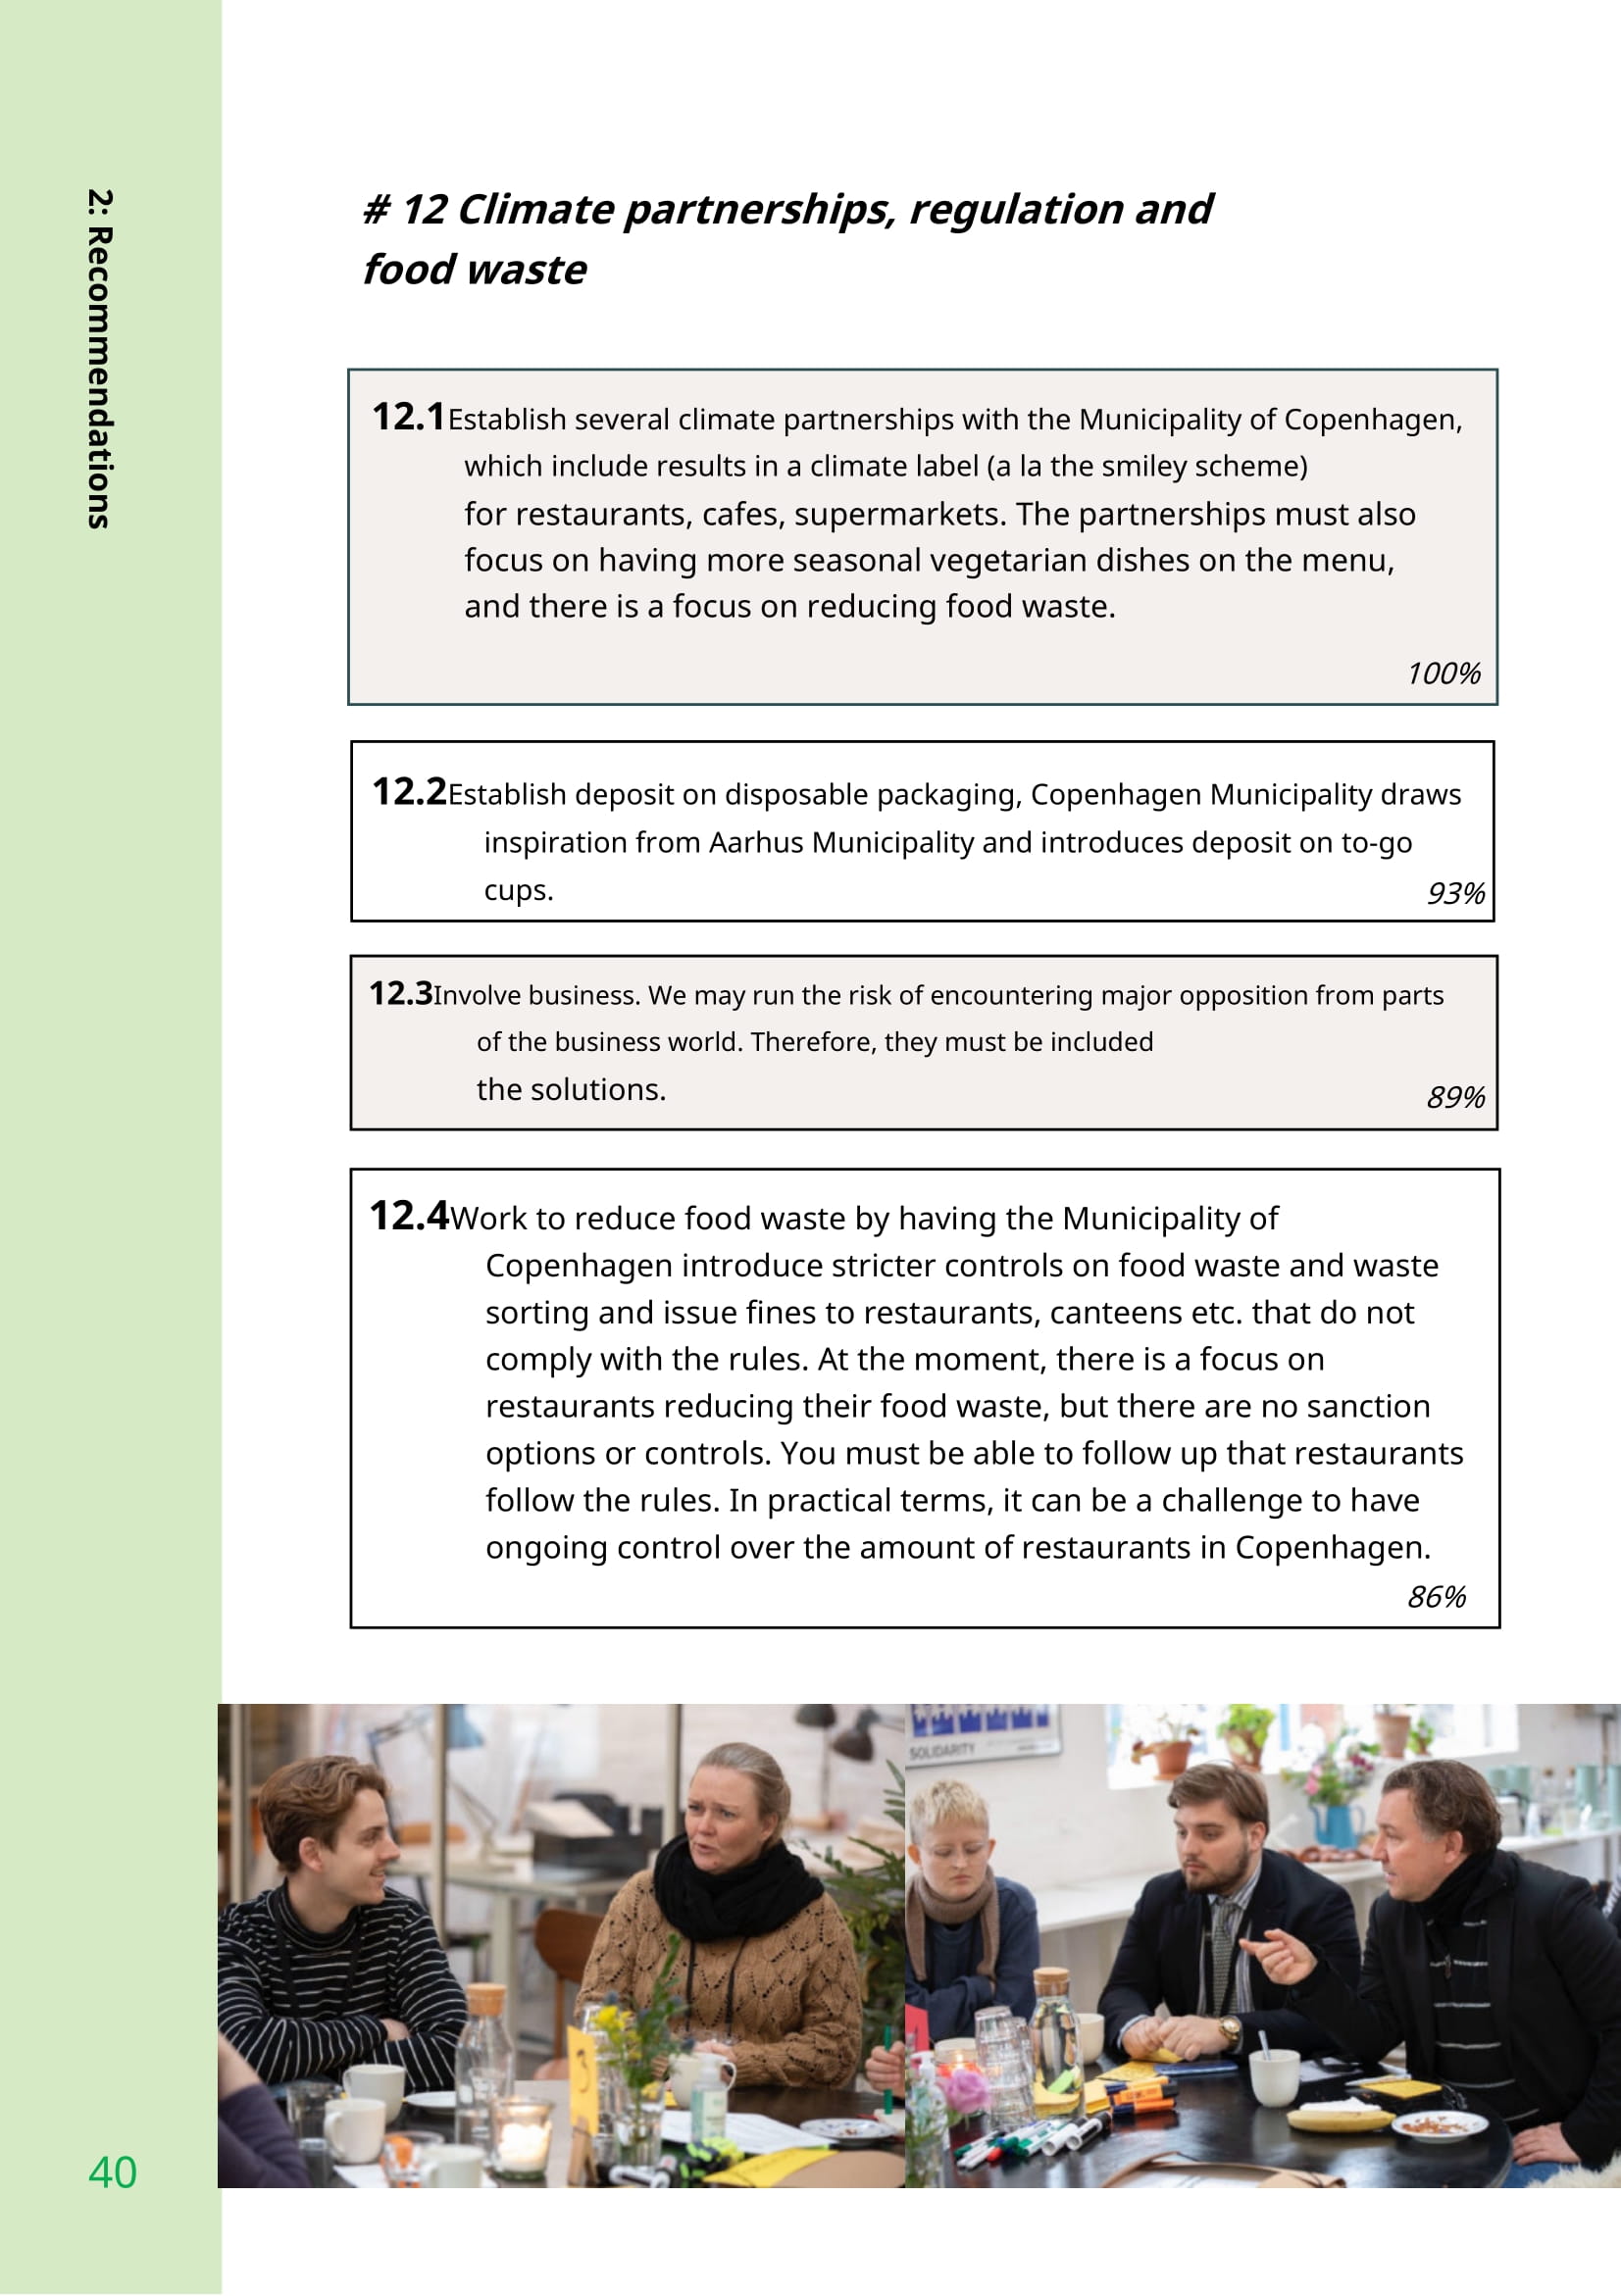 2: Recommendations
# 12 Climate partnerships, regulation and
food waste
12.1Establish several climate partnerships with the Municipality of Copenhagen,
which include results in a climate label (a la the smiley scheme)
for restaurants, cafes, supermarkets. The partnerships must also
focus on having more seasonal vegetarian dishes on the menu,
and there is a focus on reducing food waste.
100%
12.2Establish deposit on disposable packaging, Copenhagen Municipality draws
inspiration from Aarhus Municipality and introduces deposit on to-go
cups.
93%
12.3Involve business. We may run the risk of encountering major opposition from parts
of the business world. Therefore, they must be included
the solutions.
89%
12.4Work to reduce food waste by having the Municipality of
Copenhagen introduce stricter controls on food waste and waste
sorting and issue fines to restaurants, canteens etc. that do not
comply with the rules. At the moment, there is a focus on
restaurants reducing their food waste, but there are no sanction
options or controls. You must be able to follow up that restaurants
follow the rules. In practical terms, it can be a challenge to have
ongoing control over the amount of restaurants in Copenhagen.
86%
SOLIDARITY
3
40